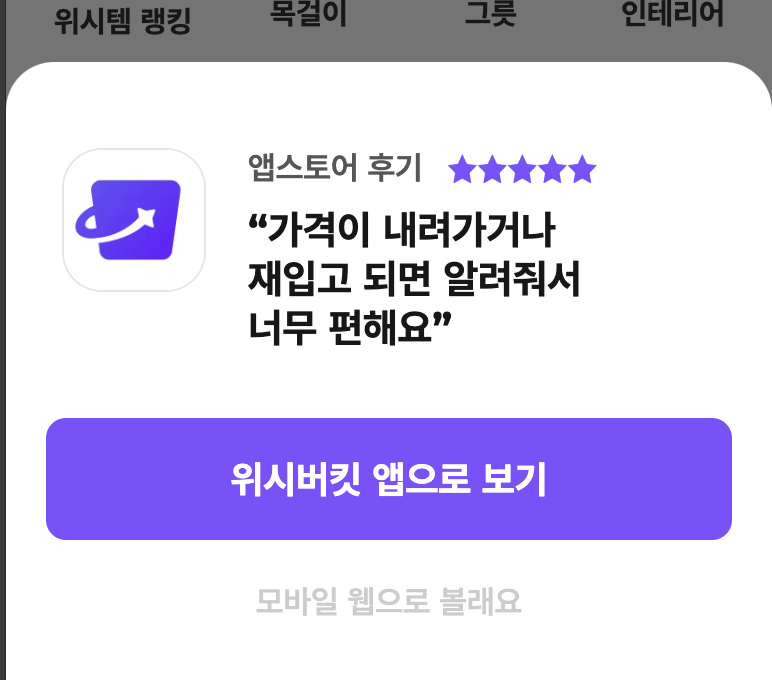 위시템 랭킹 목걸이 그릇 인테리어
앱스토어 후기
“가격이 내려가거나
재입고 되면 알려줘서
너무 편해요”
위시버킷 앱으로 보기
모바일 웹으로 볼래요